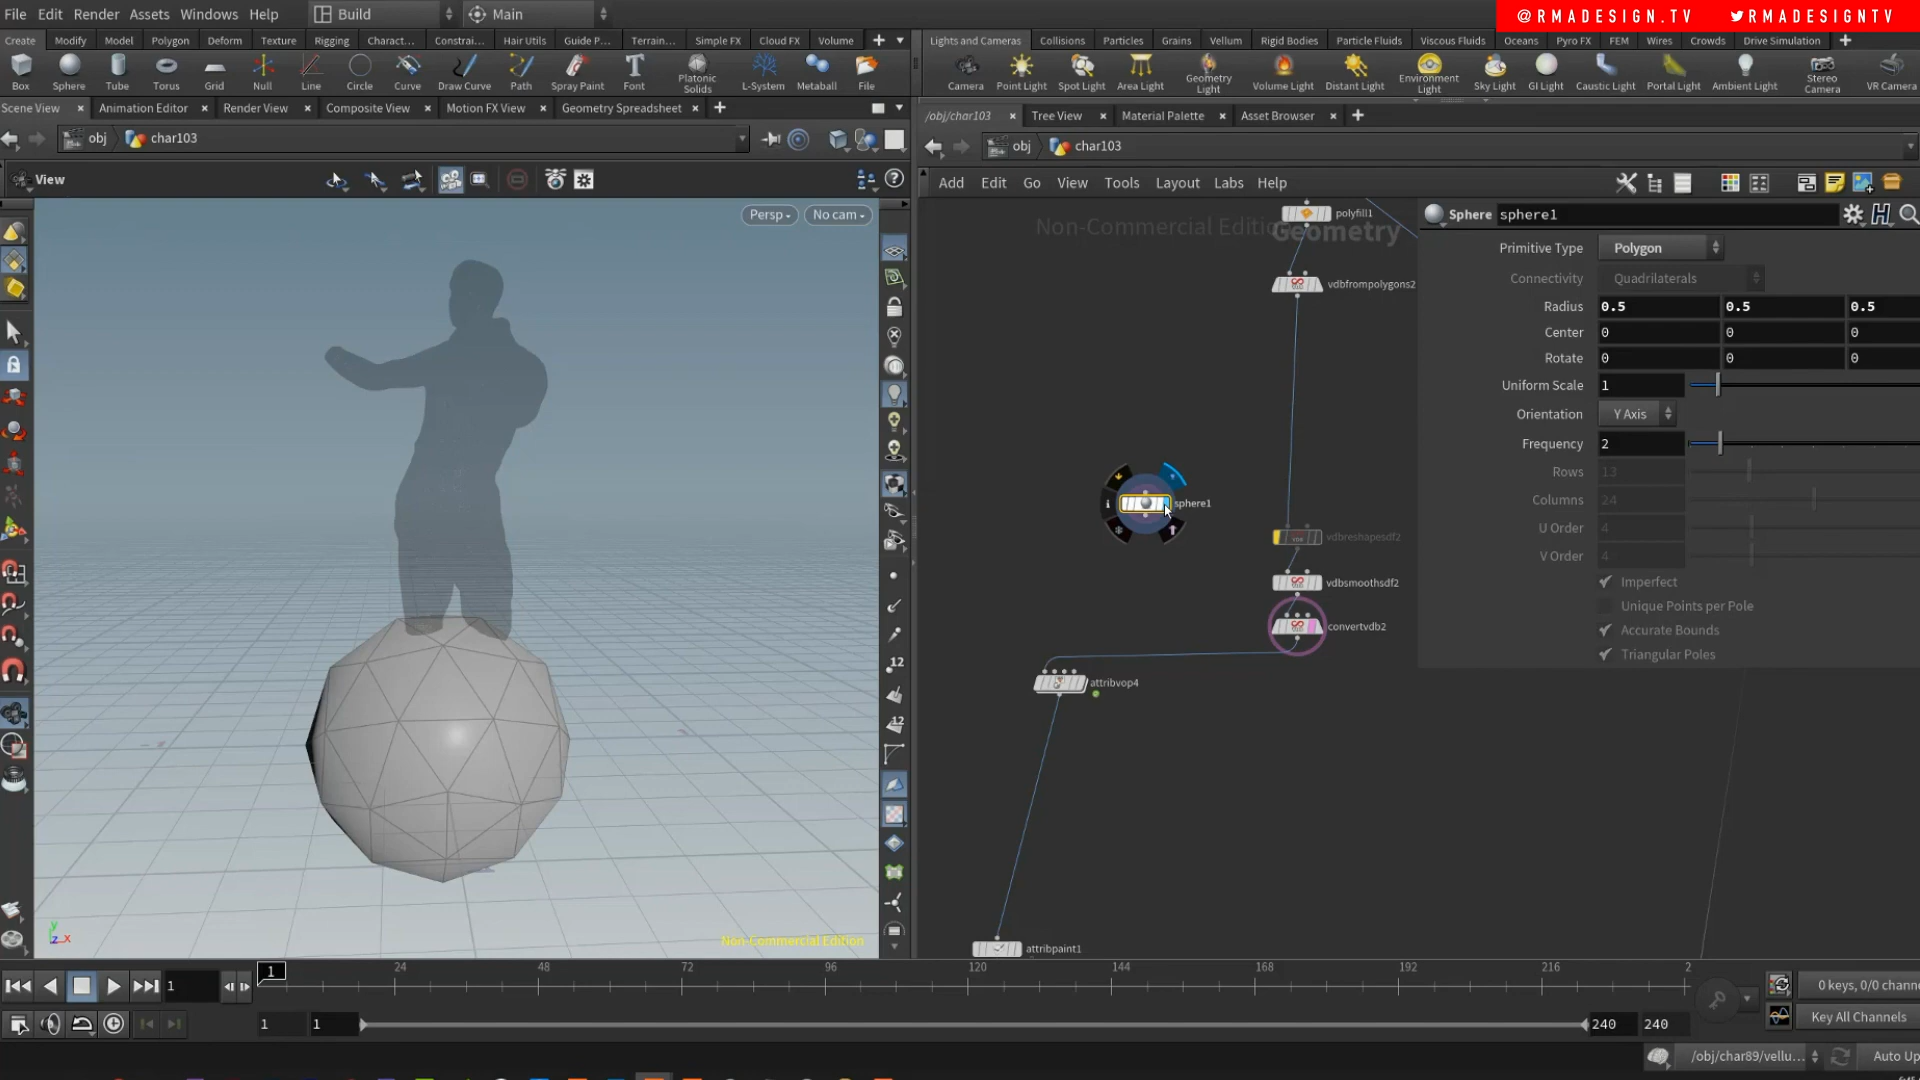 File Edit Render Assets Windows Help Build Main
@RMADESIGN.TV RMADESIGNTV
Create Modify Model Polygon Deform Texture Rigging Charact... Constrai... Hair Utils Guide P... Terrain... Simple FX Cloud FX Volume
Box Sphere Tube Torus Grid Null Line Circle Curve Draw Curve Path Spray Paint Font Platonic Solids L-System Metaball File
Lights and Cameras Collisions Particles Grains Vellum Rigid Bodies Particle Fluids Viscous Fluids Oceans Pyro FX FEM Wires Crowds Drive Simulation
Camera Point Light Spot Light Area Light Geometry Light Volume Light Distant Light Environment Light Sky Light GI Light Caustic Light Portal Light Ambient Light Stereo Camera VR Camera
Scene View Animation Editor Render View Composite View Motion FX View Geometry Spreadsheet
/obj/char103 Tree View Material Palette Asset Browser
obj char103
obj char103
View
Add Edit Go View Tools Layout Labs Help
Persp No cam
Non-Commercial Edition
Geometry
polyfill1
vdbfrompolygons2
sphere1
vdbreshapesdf2
vdbsmoothsdf2
convertvdb2
attribvop4
attribpaint1
Sphere sphere1
Primitive Type Polygon
Connectivity Quadrilaterals
Radius 0.5 0.5 0.5
Center 0 0 0
Rotate 0 0 0
Uniform Scale 1
Orientation Y Axis
Frequency 2
Rows 13
Columns 24
U Order 4
V Order 4
Imperfect
Unique Points per Pole
Accurate Bounds
Triangular Poles
12
12
Non-Commercial Edition
y
z x
1 1 24 48 72 96 120 144 168 192 216 2
0 keys, 0/0 channe
1 1 240 240
Key All Channels
/obj/char89/vellu... Auto Up